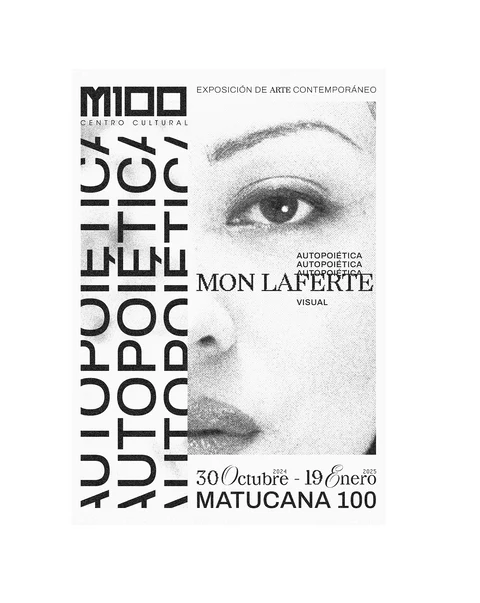 M100
CENTRO CULTURAL
EXPOSICIÓN DE ARTE CONTEMPORÁNEO
AUTOPOIÉTICA
AUTOPOIÉTICA
AUTOPOIÉTICA
AUTOPOIÉTICA
AUTOPOIÉTICA
AUTOPOIÉTICA
MON LAFERTE
VISUAL
2024 2025
30 Octubre - 19 Enero
MATUCANA 100